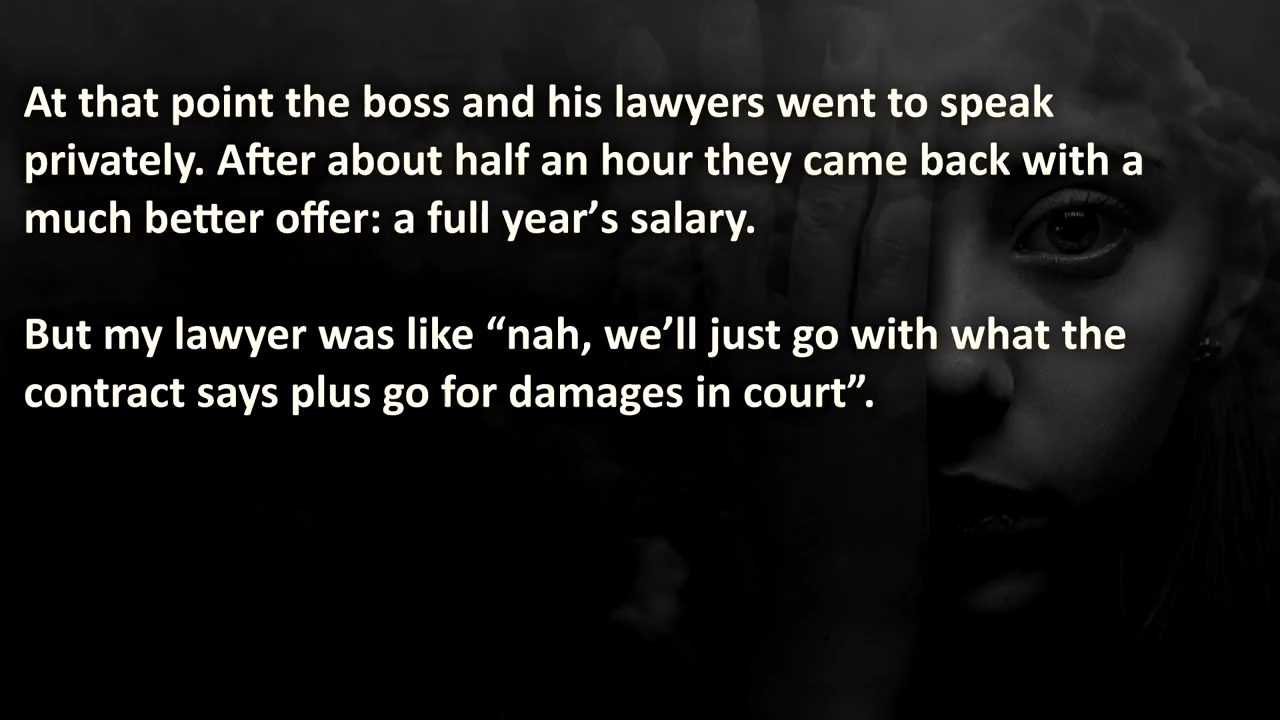 At that point the boss and his lawyers went to speak
privately. After about half an hour they came back with a
much better offer: a full year’s salary.
But my lawyer was like “nah, we’ll just go with what the
contract says plus go for damages in court”.